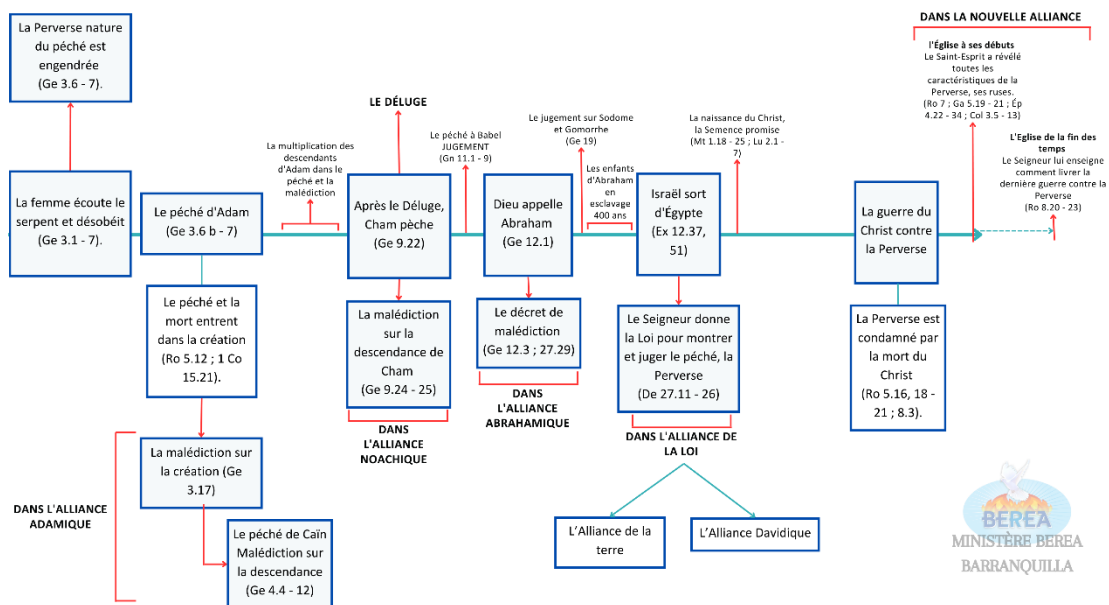 La Perverse nature
du péché est
engendrée
(Ge 3.6 - 7).
La femme écoute le
serpent et désobéit
(Ge 3.1 - 7).
Le péché d'Adam
(Ge 3.6 b - 7)
Le péché et la
mort entrent
dans la création
(Ro 5.12 ; 1 Co
15.21).
DANS L'ALLIANCE
ADAMIQUE
La malédiction sur
la création (Ge
3.17)
Le péché de Caïn
Malédiction sur
la descendance
(Ge 4.4 - 12)
La multiplication des
descendants
d'Adam dans le
péché et la
malédiction
LE DÉLUGE
Après le Déluge,
Cham pèche
(Ge 9.22)
La malédiction
sur la
descendance de
Cham
(Ge 9.24 - 25)
DANS
L'ALLIANCE
NOACHIQUE
Le péché à Babel
JUGEMENT
(Gn 11.1 - 9)
Dieu appelle
Abraham
(Ge 12.1)
Le décret de
malédiction
(Ge 12.3 ; 27.29)
DANS
L'ALLIANCE
ABRAHAMIQUE
Le jugement sur Sodome
et Gomorrhe
(Ge 19)
Les enfants
d'Abraham
en
esclavage
400 ans
Israël sort
d'Égypte
(Ex 12.37,
51)
Le Seigneur donne
la Loi pour montrer
et juger le péché, la
Perverse
(De 27.11 - 26)
DANS L'ALLIANCE DE
LA LOI
L'Alliance de la
terre
L'Alliance Davidique
La naissance du Christ,
la Semence promise
(Mt 1.18 - 25 ; Lu 2.1 -
7)
La guerre du
Christ contre
la Perverse
La Perverse est
condamné par
la mort du
Christ
(Ro 5.16, 18 -
21 ; 8.3).
DANS LA NOUVELLE ALLIANCE
l'Église à ses débuts
Le Saint-Esprit a révélé
toutes les
caractéristiques de la
Perverse, ses ruses.
(Ro 7 ; Ga 5.19 - 21 ; Ép
4.22 - 34 ; Col 3.5 - 13)
L'Eglise de la fin des
temps
Le Seigneur lui enseigne
comment livrer la
dernière guerre contre la
Perverse
(Ro 8.20 - 23)
BEREA
MINISTÈRE BEREA
BARRANQUILLA